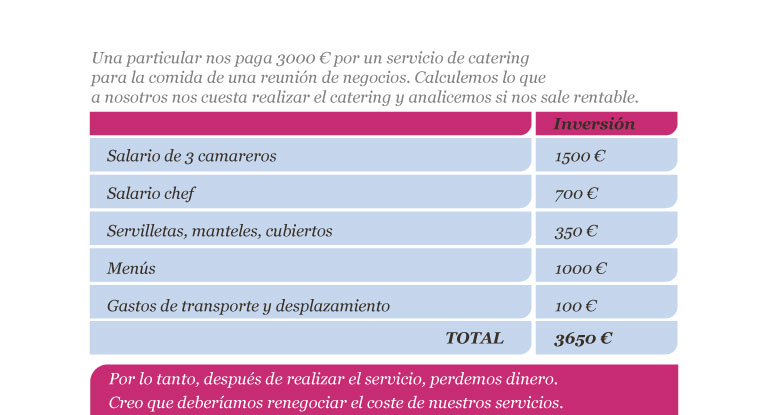 Una particular nos paga 3000 € por un servicio de catering
para la comida de una reunión de negocios. Calculemos lo que
a nosotros nos cuesta realizar el catering y analicemos si nos sale rentable.
Inversión
Salario de 3 camareros 1500 €
Salario chef 700 €
Servilletas, manteles, cubiertos 350 €
Menús 1000 €
Gastos de transporte y desplazamiento 100 €
TOTAL 3650 €
Por lo tanto, después de realizar el servicio, perdemos dinero.
Creo que deberíamos renegociar el coste de nuestros servicios.